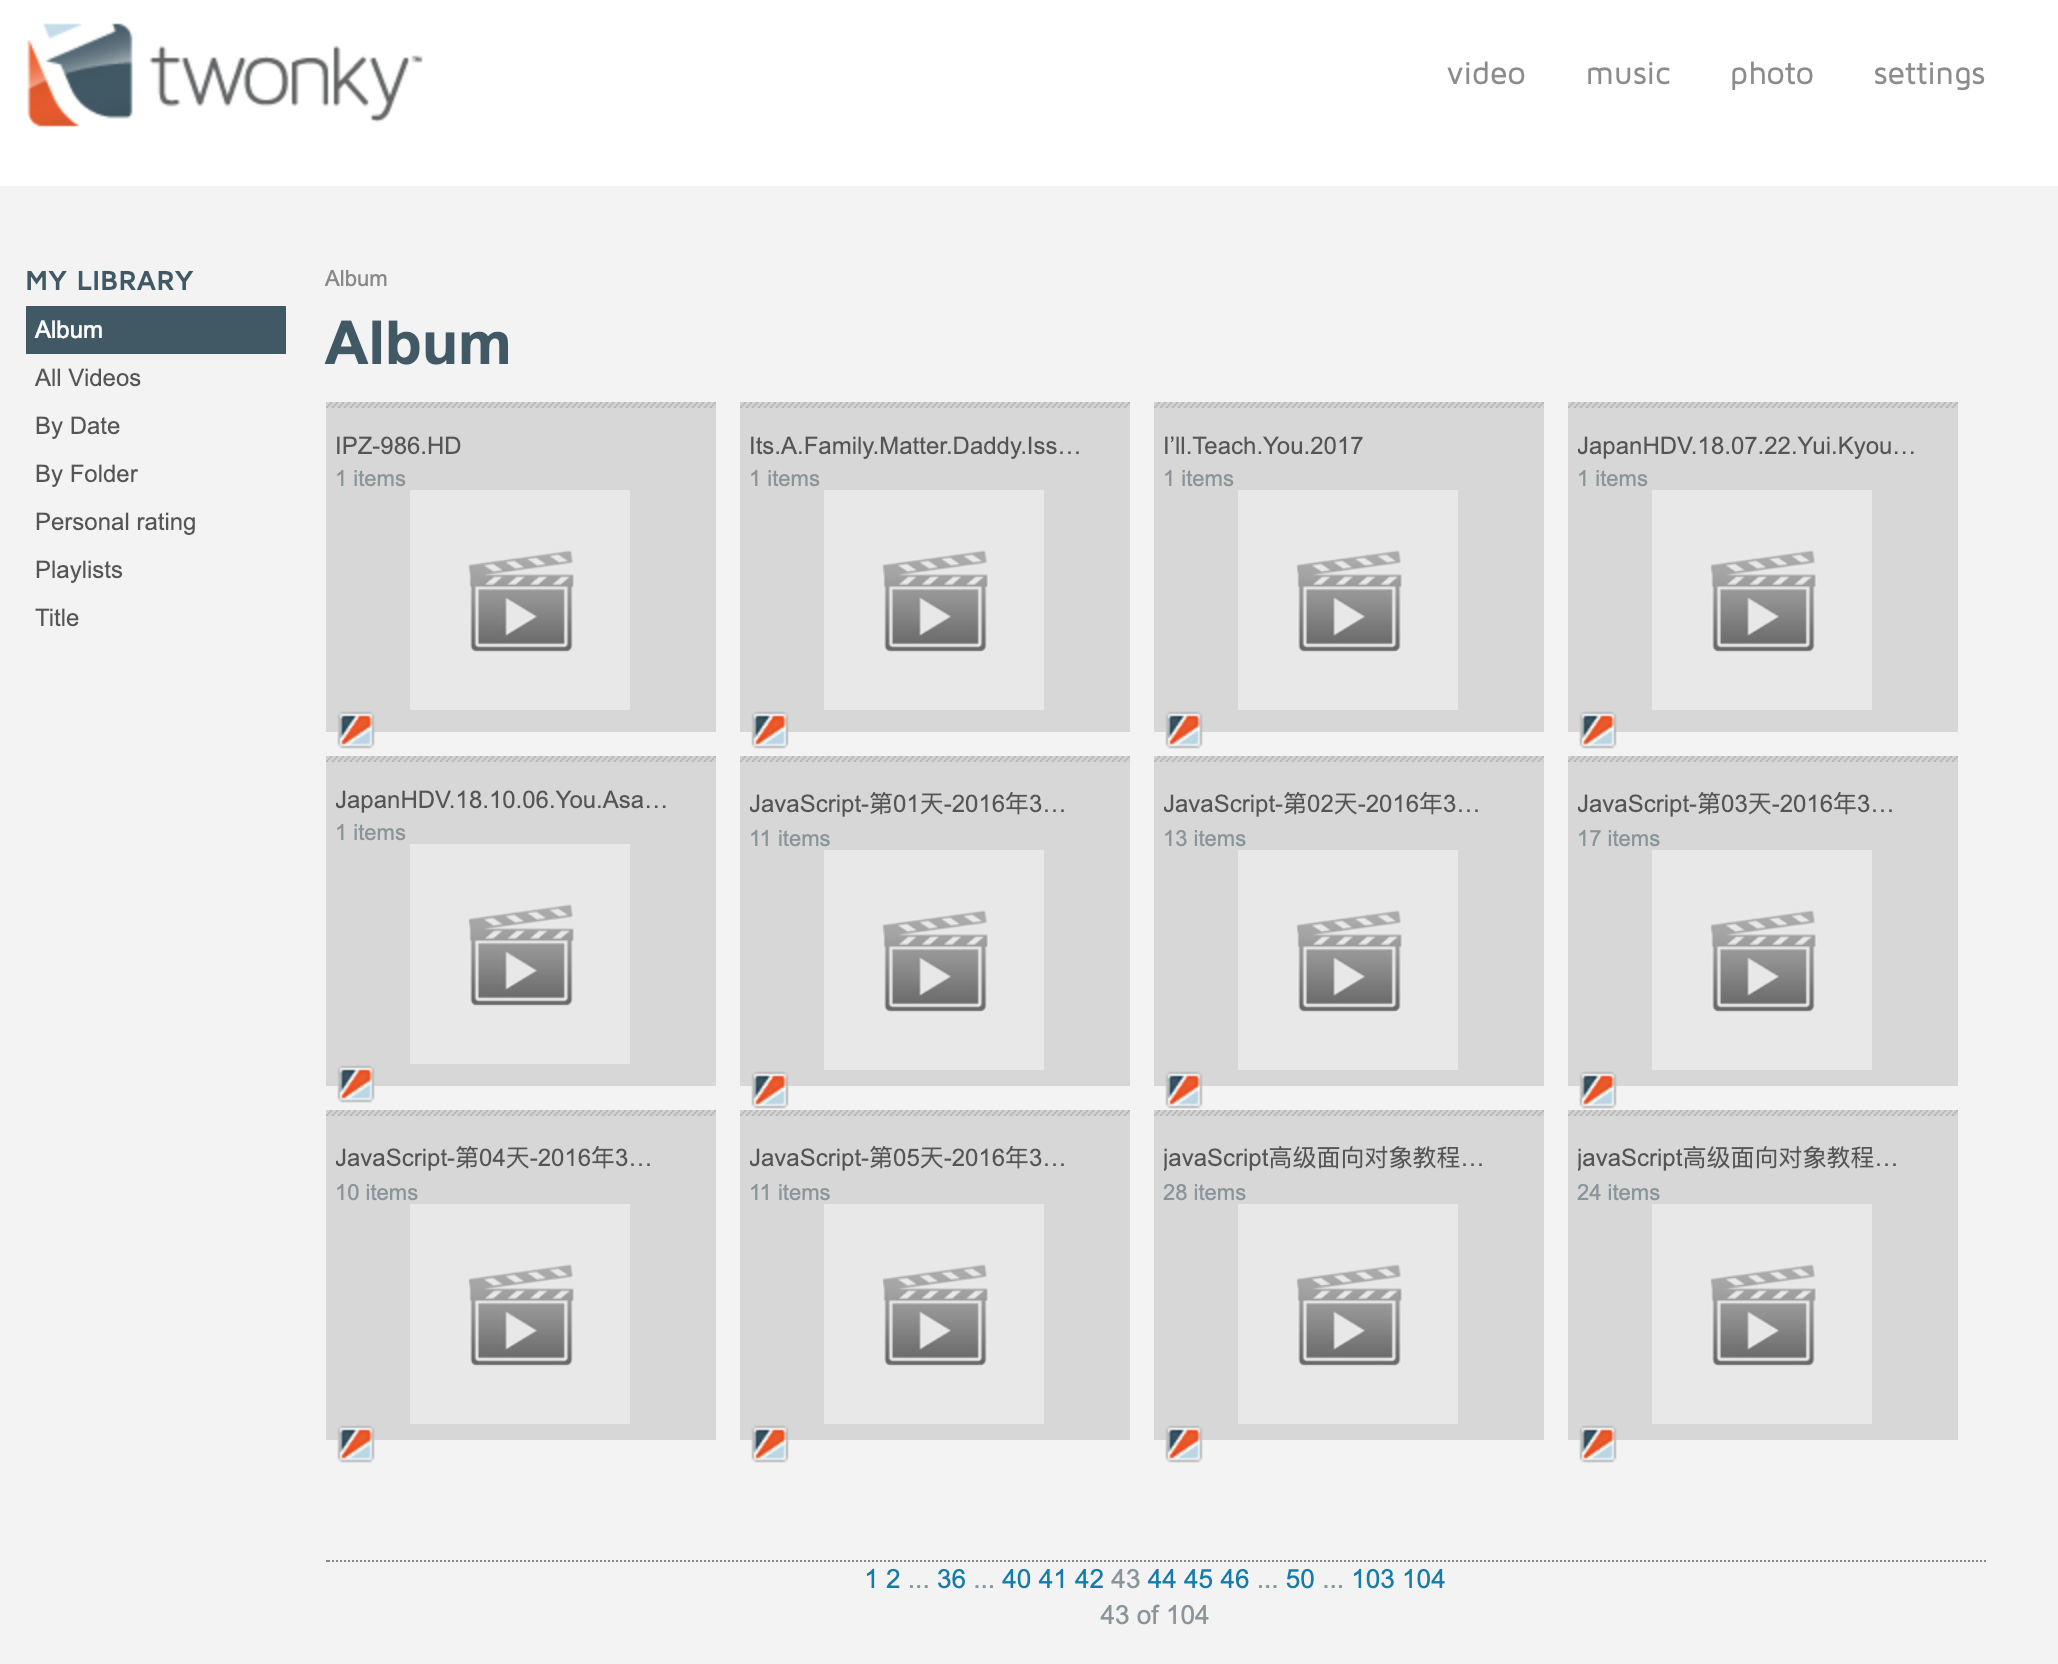 twonky™
video music photo settings
MY LIBRARY
Album
All Videos
By Date
By Folder
Personal rating
Playlists
Title
Album
Album
IPZ-986.HD
1 items
Its.A.Family.Matter.Daddy.Iss...
1 items
I’ll.Teach.You.2017
1 items
JapanHDV.18.07.22.Yui.Kyou...
1 items
JapanHDV.18.10.06.You.Asa...
1 items
JavaScript-第01天-2016年3...
11 items
JavaScript-第02天-2016年3...
13 items
JavaScript-第03天-2016年3...
17 items
JavaScript-第04天-2016年3...
10 items
JavaScript-第05天-2016年3...
11 items
javaScript高级面向对象教程...
28 items
javaScript高级面向对象教程...
24 items
1 2 ... 36 ... 40 41 42 43 44 45 46 ... 50 ... 103 104
43 of 104